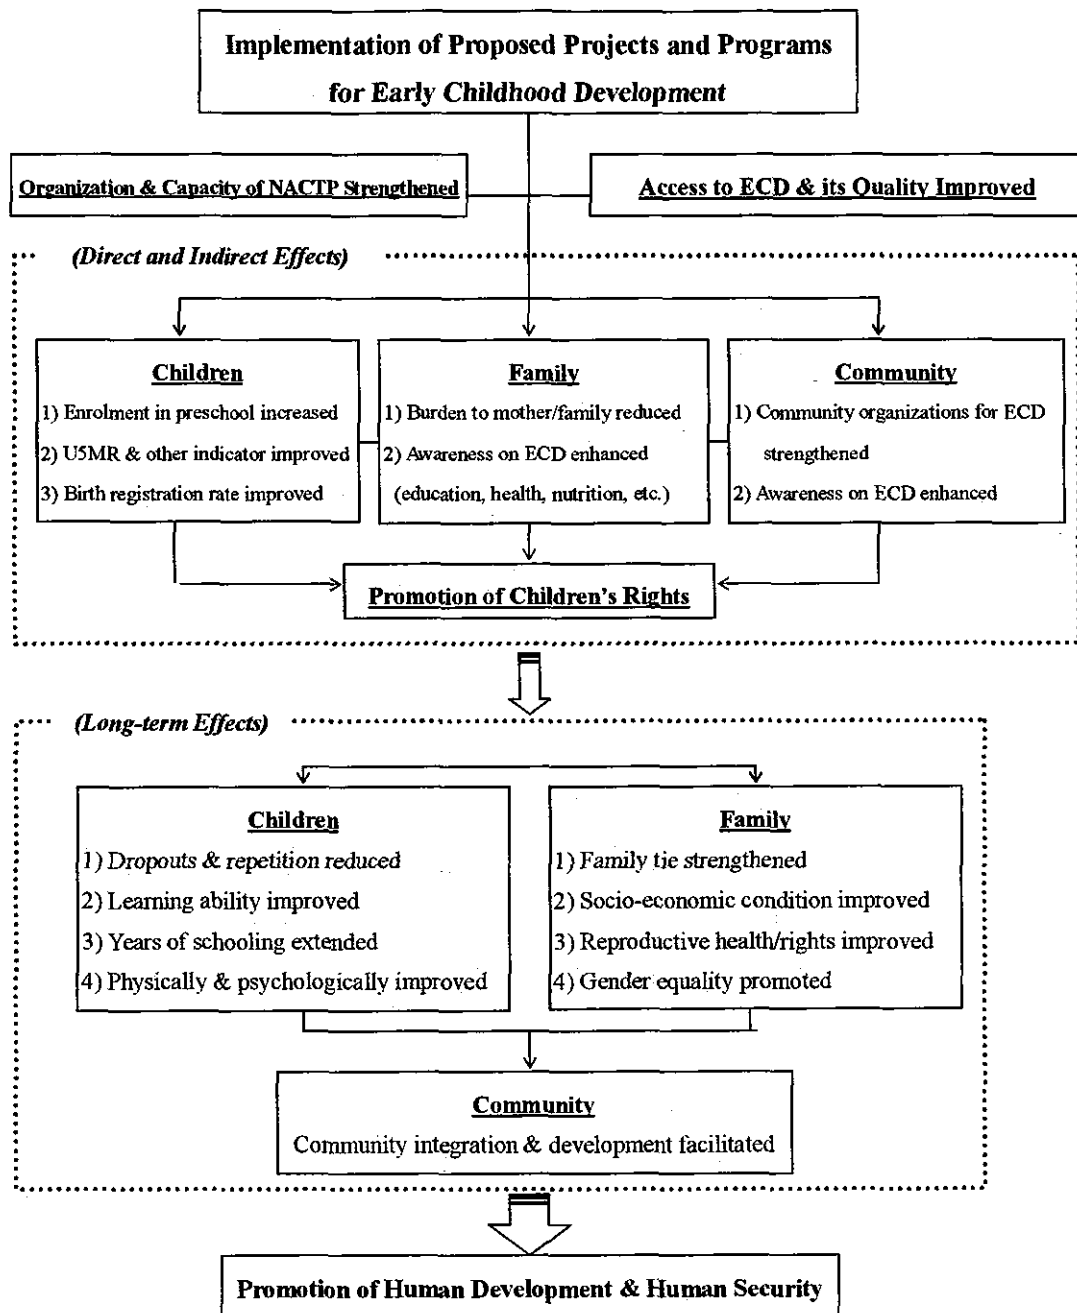 Implementation of Proposed Projects and Programs
for Early Childhood Development
Organization & Capacity of NACTP Strengthened
Access to ECD & its Quality Improved
(Direct and Indirect Effects)
Children
1) Enrolment in preschool increased
2) U5MR & other indicator improved
3) Birth registration rate improved
Family
1) Burden to mother/family reduced
2) Awareness on ECD enhanced
(education, health, nutrition, etc.)
Community
1) Community organizations for ECD
strengthened
2) Awareness on ECD enhanced
Promotion of Children's Rights
(Long-term Effects)
Children
1) Dropouts & repetition reduced
2) Learning ability improved
3) Years of schooling extended
4) Physically & psychologically improved
Family
1) Family tie strengthened
2) Socio-economic condition improved
3) Reproductive health/rights improved
4) Gender equality promoted
Community
Community integration & development facilitated
Promotion of Human Development & Human Security